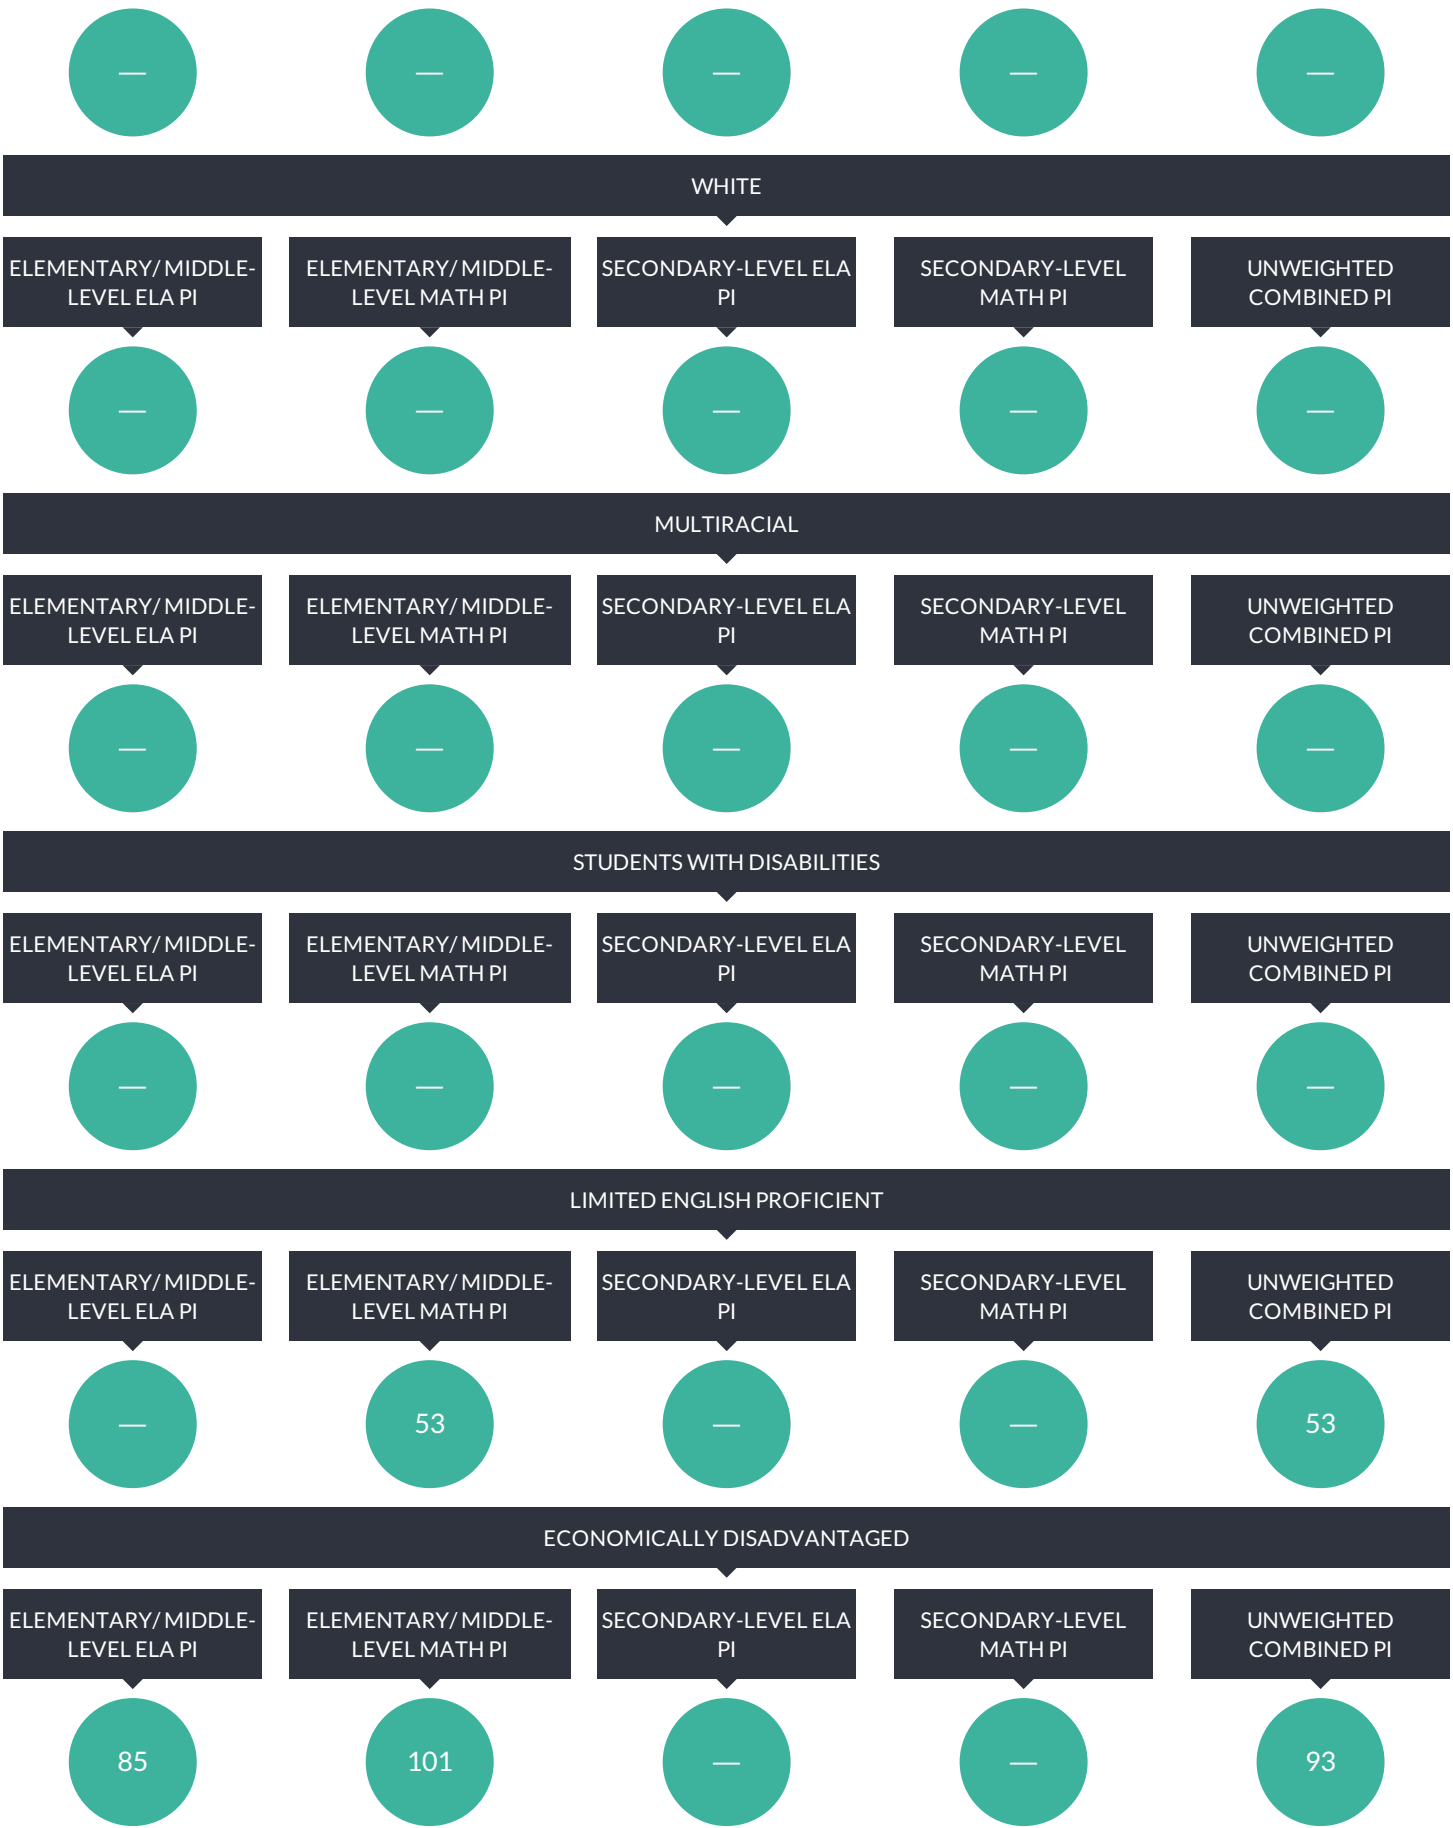 — — — — —
WHITE
ELEMENTARY/ MIDDLE- ELEMENTARY/ MIDDLE- SECONDARY-LEVEL ELA SECONDARY-LEVEL UNWEIGHTED
LEVEL ELA PI LEVEL MATH PI PI MATH PI COMBINED PI
— — — — —
MULTIRACIAL
ELEMENTARY/ MIDDLE- ELEMENTARY/ MIDDLE- SECONDARY-LEVEL ELA SECONDARY-LEVEL UNWEIGHTED
LEVEL ELA PI LEVEL MATH PI PI MATH PI COMBINED PI
— — — — —
STUDENTS WITH DISABILITIES
ELEMENTARY/ MIDDLE- ELEMENTARY/ MIDDLE- SECONDARY-LEVEL ELA SECONDARY-LEVEL UNWEIGHTED
LEVEL ELA PI LEVEL MATH PI PI MATH PI COMBINED PI
— — — — —
LIMITED ENGLISH PROFICIENT
ELEMENTARY/ MIDDLE- ELEMENTARY/ MIDDLE- SECONDARY-LEVEL ELA SECONDARY-LEVEL UNWEIGHTED
LEVEL ELA PI LEVEL MATH PI PI MATH PI COMBINED PI
— 53 — — 53
ECONOMICALLY DISADVANTAGED
ELEMENTARY/ MIDDLE- ELEMENTARY/ MIDDLE- SECONDARY-LEVEL ELA SECONDARY-LEVEL UNWEIGHTED
LEVEL ELA PI LEVEL MATH PI PI MATH PI COMBINED PI
85 101 — — 93